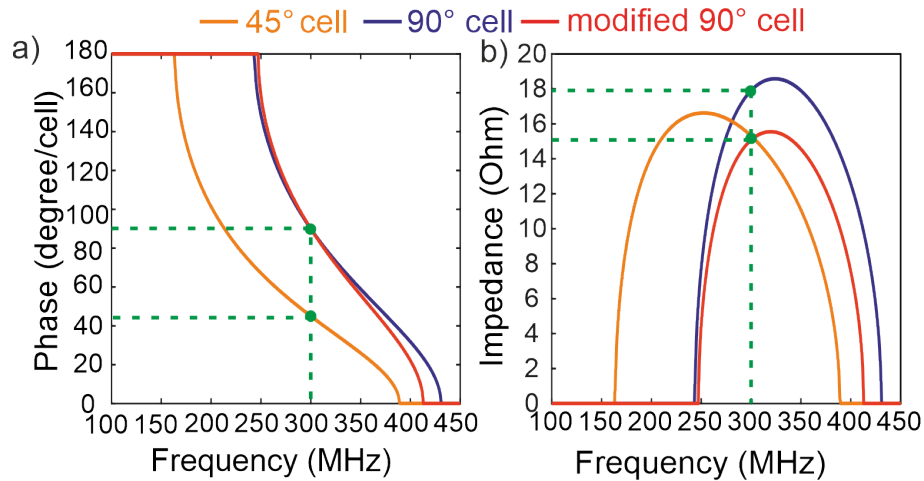 45° cell 90° cell modified 90° cell
a)
Phase (degree/cell)
180
160
140
120
100
80
60
40
20
0
100 150 200 250 300 350 400 450
Frequency (MHz)
b)
Impedance (Ohm)
20
18
16
14
12
10
8
6
4
2
0
100 150 200 250 300 350 400 450
Frequency (MHz)